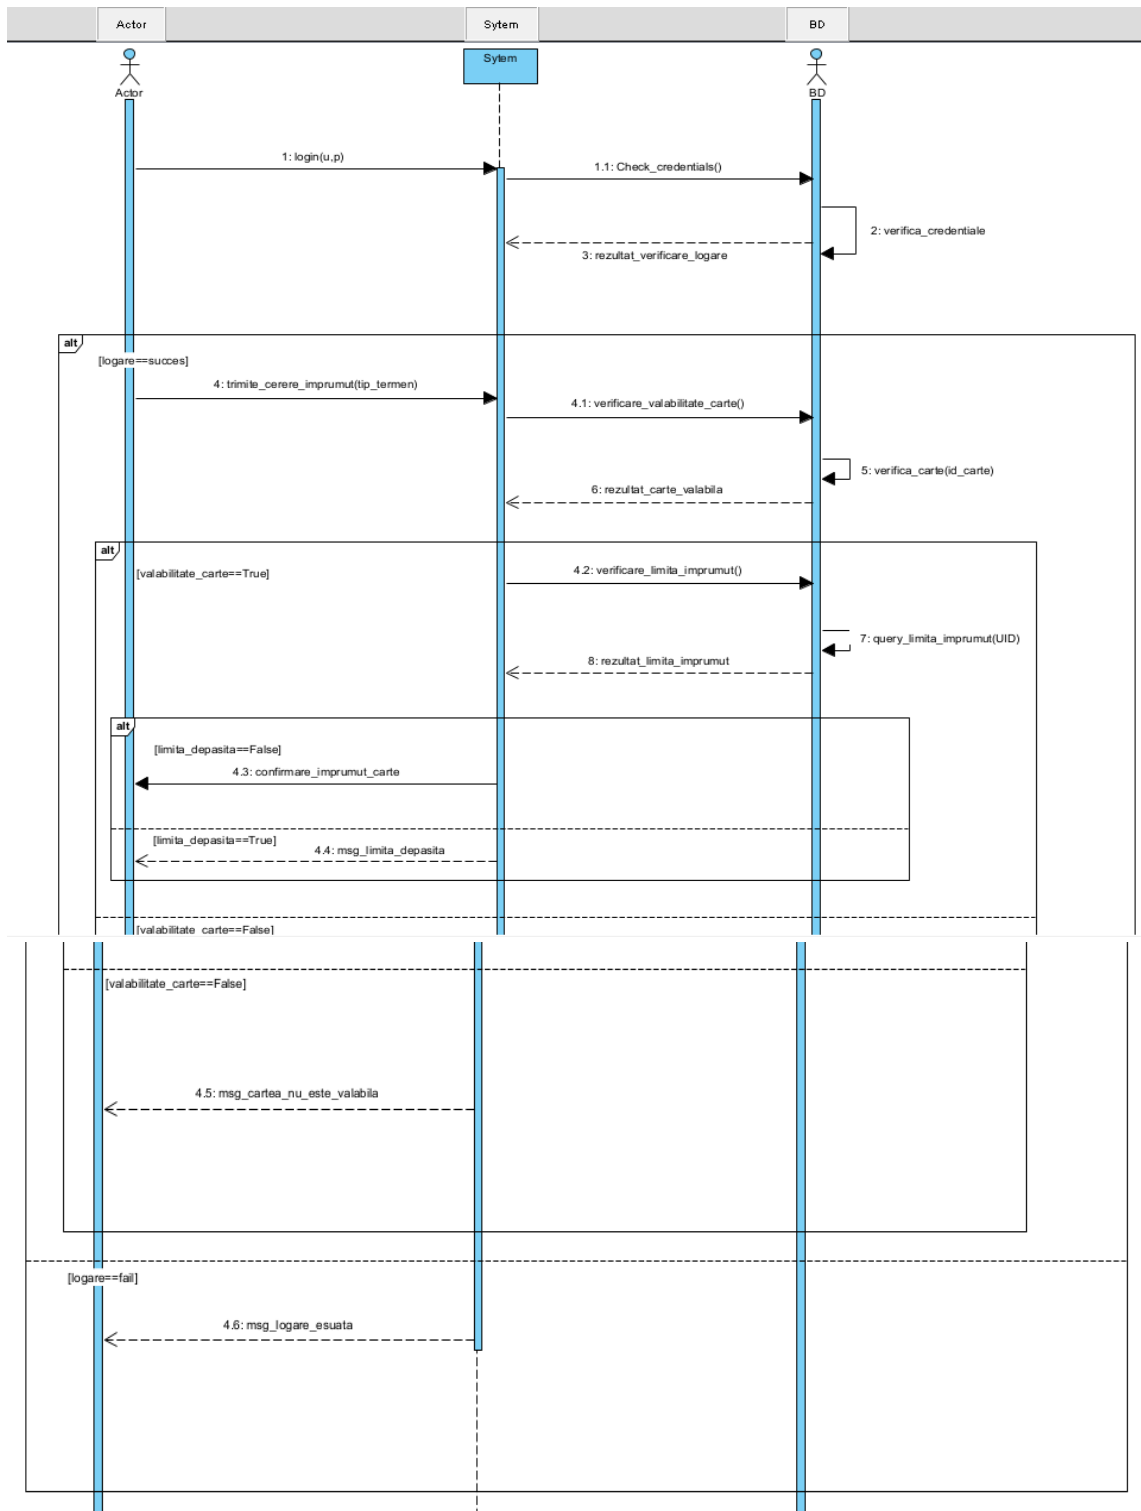 Actor
Sytem
BD
Sytem
Actor
BD
1: login(u,p)
1.1: Check_credentials()
2: verifica_credentiale
3: rezultat_verificare_logare
alt
[logare==succes]
4: trimite_cerere_imprumut(tip_termen)
4.1: verificare_valabilitate_carte()
5: verifica_carte(id_carte)
6: rezultat_carte_valabila
alt
[valabilitate_carte==True]
4.2: verificare_limita_imprumut()
7: query_limita_imprumut(UID)
8: rezultat_limita_imprumut
alt
[limita_depasita==False]
4.3: confirmare_imprumut_carte
[limita_depasita==True]
4.4: msg_limita_depasita
[valabilitate_carte==False]
[valabilitate_carte==False]
4.5: msg_cartea_nu_este_valabila
[logare==fail]
4.6: msg_logare_esuata